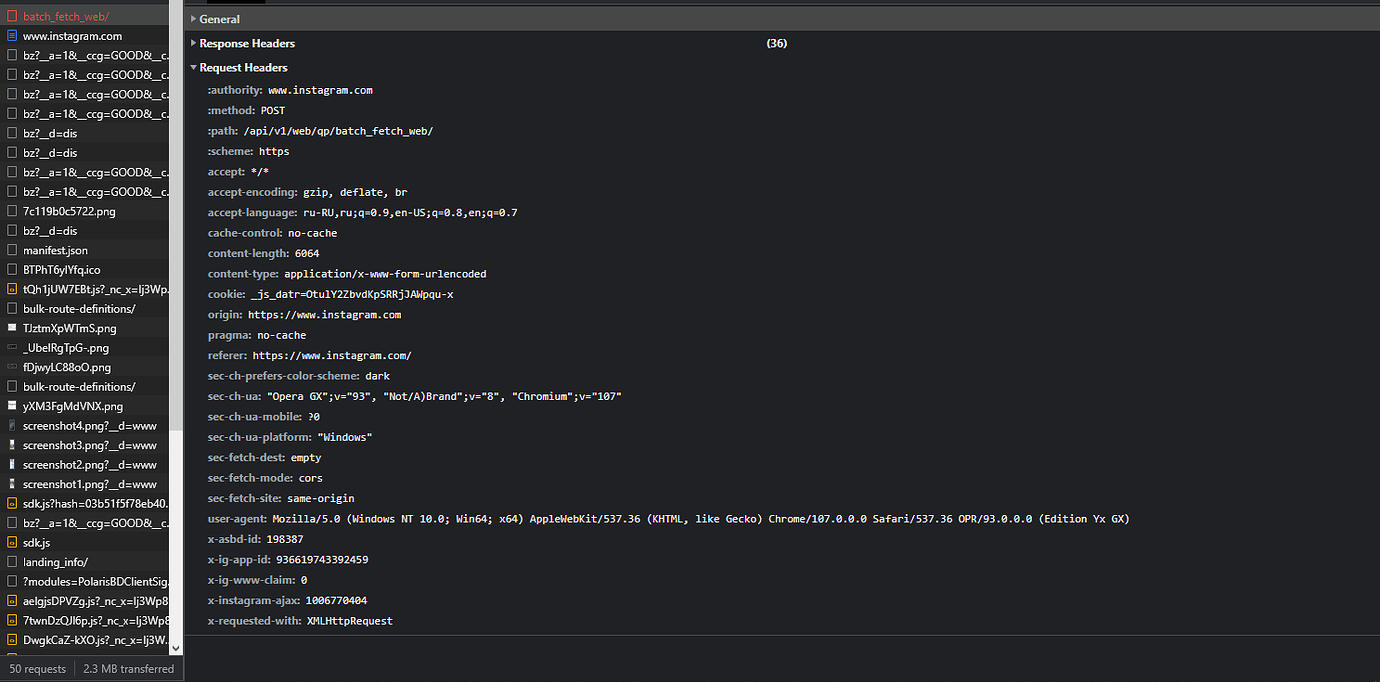 batch_fetch_web/
www.instagram.com
bz?__a=1&__ccg=GOOD&__c.
bz?__a=1&__ccg=GOOD&__c.
bz?__a=1&__ccg=GOOD&__c.
bz?__a=1&__ccg=GOOD&__c.
bz?__d=dis
bz?__d=dis
bz?__a=1&__ccg=GOOD&__c.
bz?__a=1&__ccg=GOOD&__c.
7c119b0c5722.png
bz?__d=dis
manifest.json
BTPhT6yIYfq.ico
tQh1jUW7EBt.js?_nc_x=Ij3Wp.
bulk-route-definitions/
TJztmXpWTmS.png
_UbelRgTpG-.png
fDjwyLC88oO.png
bulk-route-definitions/
yXM3FgMdVNX.png
screenshot4.png?__d=www
screenshot3.png?__d=www
screenshot2.png?__d=www
screenshot1.png?__d=www
sdk.js?hash=03b51f5f78eb40.
bz?__a=1&__ccg=GOOD&__c.
sdk.js
landing_info/
?modules=PolarisBDClientSig.
aelgjsDPVZg.js?_nc_x=Ij3Wp8
7twnDzQJl6p.js?_nc_x=Ij3Wp8
DwgkCaZ-kXO.js?_nc_x=Ij3W.
50 requests 2.3 MB transferred
General
Response Headers (36)
Request Headers
:authority: www.instagram.com
:method: POST
:path: /api/v1/web/qp/batch_fetch_web/
:scheme: https
accept: */*
accept-encoding: gzip, deflate, br
accept-language: ru-RU,ru;q=0.9,en-US;q=0.8,en;q=0.7
cache-control: no-cache
content-length: 6064
content-type: application/x-www-form-urlencoded
cookie: _js_datr=OtulY2ZbvdKpSRRjJAWpqu-x
origin: https://www.instagram.com
pragma: no-cache
referer: https://www.instagram.com/
sec-ch-prefers-color-scheme: dark
sec-ch-ua: "Opera GX";v="93", "Not/A)Brand";v="8", "Chromium";v="107"
sec-ch-ua-mobile: ?0
sec-ch-ua-platform: "Windows"
sec-fetch-dest: empty
sec-fetch-mode: cors
sec-fetch-site: same-origin
user-agent: Mozilla/5.0 (Windows NT 10.0; Win64; x64) AppleWebKit/537.36 (KHTML, like Gecko) Chrome/107.0.0.0 Safari/537.36 OPR/93.0.0.0 (Edition Yx GX)
x-asbd-id: 198387
x-ig-app-id: 936619743392459
x-ig-www-claim: 0
x-instagram-ajax: 1006770404
x-requested-with: XMLHttpRequest